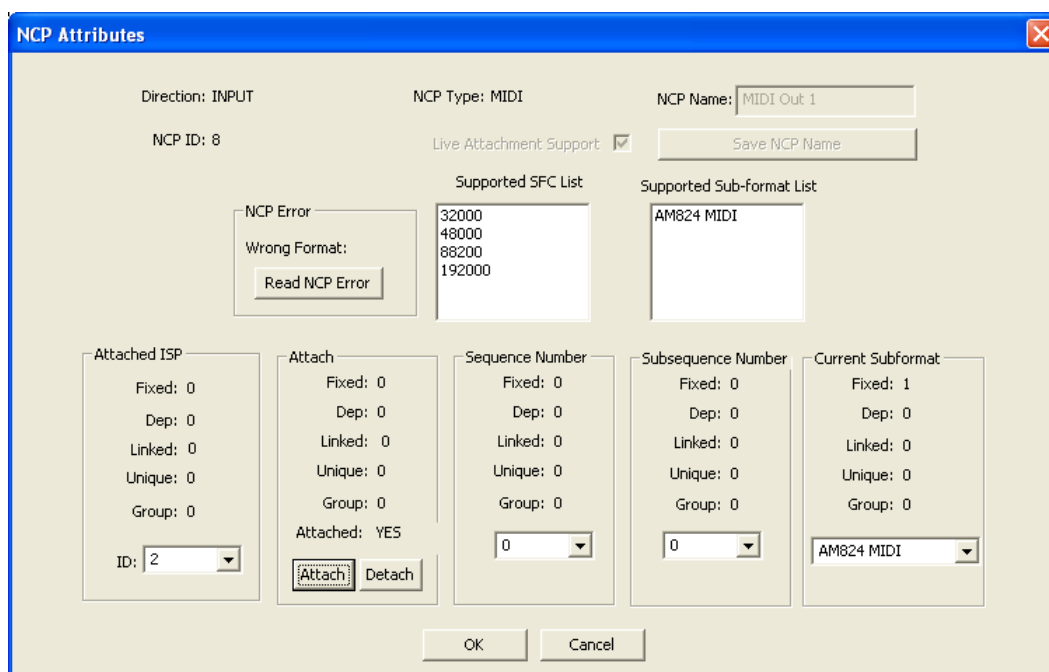 NCP Attributes
Direction: INPUT
NCP Type: MIDI
NCP Name: MIDI Out 1
NCP ID: 8
Live Attachment Support
Save NCP Name
Supported SFC List
Supported Sub-format List
NCP Error
Wrong Format:
Read NCP Error
32000
48000
88200
192000
AM824 MIDI
Attached ISP
Fixed: 0
Dep: 0
Linked: 0
Unique: 0
Group: 0
ID: 2
Attach
Fixed: 0
Dep: 0
Linked: 0
Unique: 0
Group: 0
Attached: YES
Attach
Detach
Sequence Number
Fixed: 0
Dep: 0
Linked: 0
Unique: 0
Group: 0
0
Subsequence Number
Fixed: 0
Dep: 0
Linked: 0
Unique: 0
Group: 0
0
Current Subformat
Fixed: 1
Dep: 0
Linked: 0
Unique: 0
Group: 0
AM824 MIDI
OK
Cancel